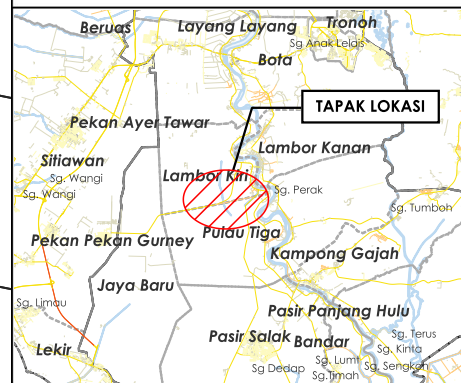 Beruas
Layang Layang
Tronoh
Sg Anak Lelais
Bota
TAPAK LOKASI
Pekan Ayer Tawar
Lambor Kanan
Sitiawan
Sg. Wangi
Sg. Wangi
Lambor Kiri
Sg. Perak
Sg. Tumboh
Pulau Tiga
Pekan Pekan Gurney
Kampong Gajah
Jaya Baru
Sg. Limau
Pasir Panjang Hulu
Pasir Salak
Bandar
Sg. Terus
Sg. Kinta
Lekir
Sg. Lumt
Sg. Sengkoh
Sg Dedap
Sg.Timah